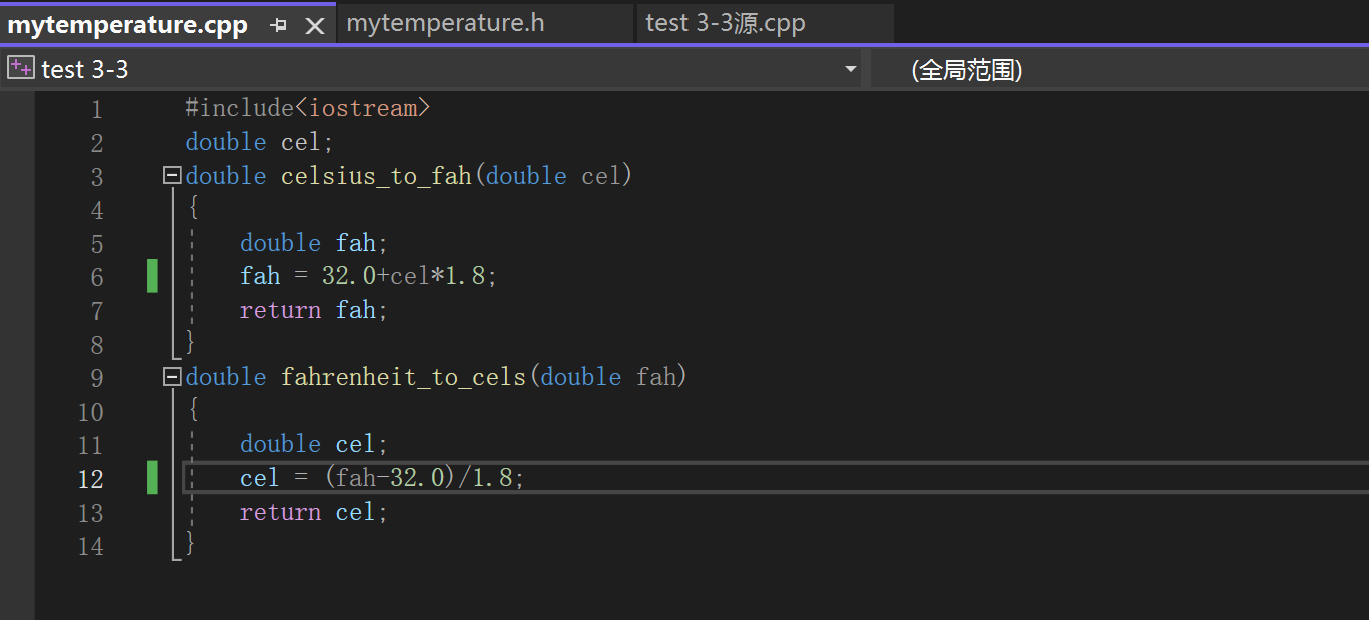 mytemperature.cpp mytemperature.h test 3-3源.cpp
test 3-3 (全局范围)
1 #include<iostream>
2 double cel;
3 double celsius_to_fah(double cel)
4 {
5 double fah;
6 fah = 32.0+cel*1.8;
7 return fah;
8 }
9 double fahrenheit_to_cels(double fah)
10 {
11 double cel;
12 cel = (fah-32.0)/1.8;
13 return cel;
14 }